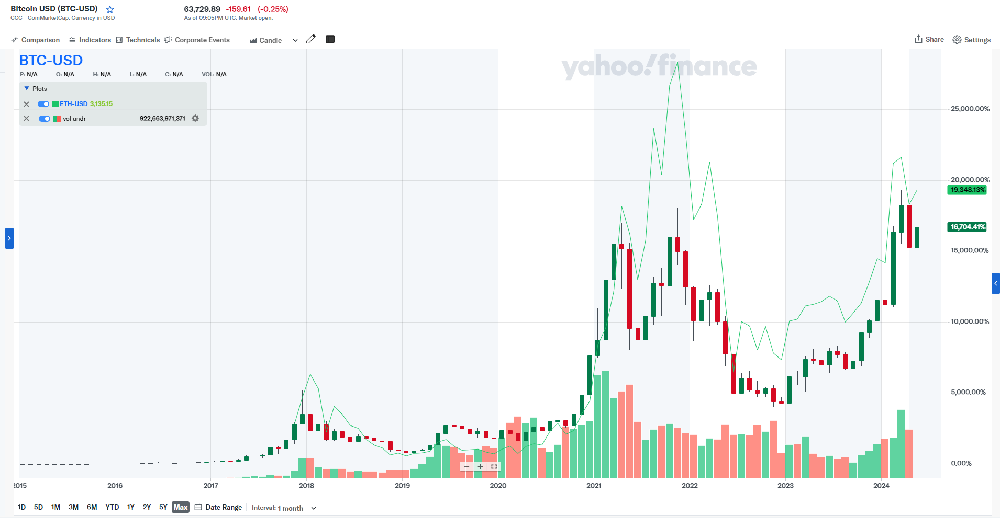 Bitcoin USD (BTC-USD)
63,729.89 -159.61 (-0.25%)
CCC - CoinMarketCap. Currency in USD
As of 09:05PM UTC. Market open.
Comparison Indicators Technicals Corporate Events Candle Share Settings
BTC-USD
yahoo!finance
P: N/A O: N/A H: N/A L: N/A C: N/A VOL: N/A
Plots
ETH-USD 3,135.15
vol undr 922,663,971,371
25,000.00%
20,000.00%
19,348.13%
16,704.41%
15,000.00%
10,000.00%
5,000.00%
0.00%
2015 2016 2017 2018 2019 2020 2021 2022 2023 2024
1D 5D 1M 3M 6M YTD 1Y 2Y 5Y Max Date Range Interval: 1 month